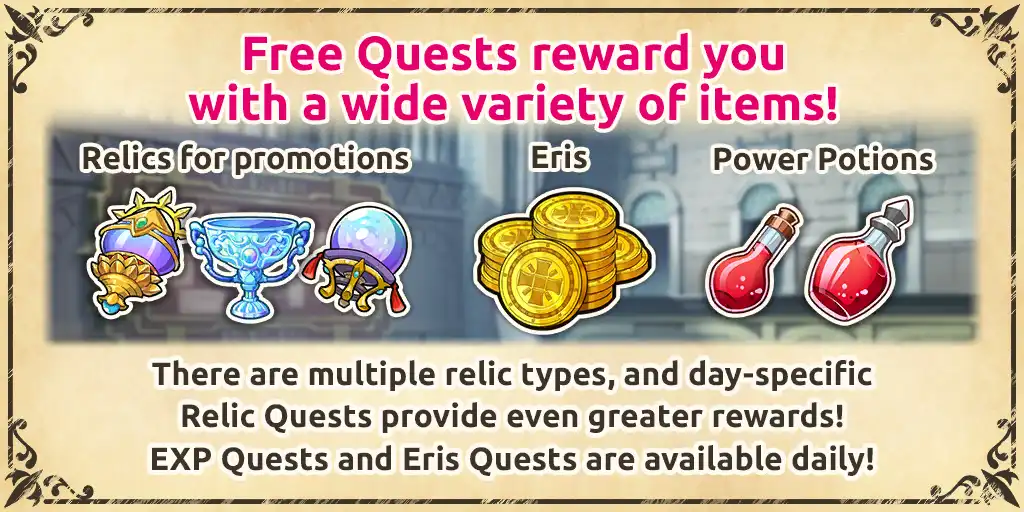 Free Quests reward you
with a wide variety of items!
Relics for promotions
Eris
Power Potions
There are multiple relic types, and day-specific
Relic Quests provide even greater rewards!
EXP Quests and Eris Quests are available daily!